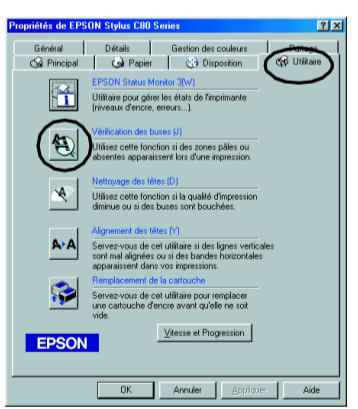 Propriétés de EPSON Stylus C80 Series
Général Détails Gestion des couleurs Partage
Principal Papier Disposition Utilitaire
EPSON Status Monitor 3(W)
Utilitaire pour gérer les états de l'imprimante
(niveaux d'encre, erreurs...).
Vérification des buses (J)
Utilisez cette fonction si des zones pâles ou
absentes apparaissent lors d'une impression.
Nettoyage des têtes (D)
Utilisez cette fonction si la qualité d'impression
diminue ou si des buses sont bouchées.
Alignement des têtes (Y)
Servez-vous de cet utilitaire si des lignes verticales
sont mal alignées ou si des bandes horizontales
apparaissent dans vos impressions.
Remplacement de la cartouche
Servez-vous de cet utilitaire pour remplacer
une cartouche d'encre avant qu'elle ne soit
vide.
Vitesse et Progression
EPSON
OK Annuler Appliquer Aide